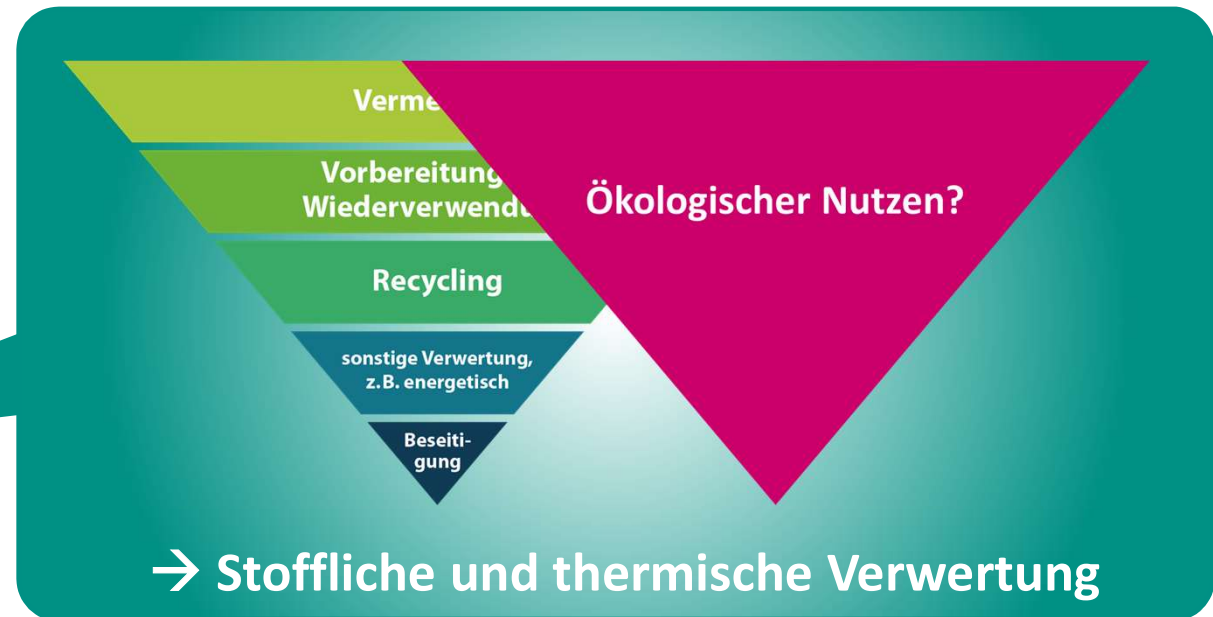 Verme
Vorbereitung
Wiederverwendu
Ökologischer Nutzen?
Recycling
sonstige Verwertung,
z.B. energetisch
Beseiti-
gung
→ Stoffliche und thermische Verwertung